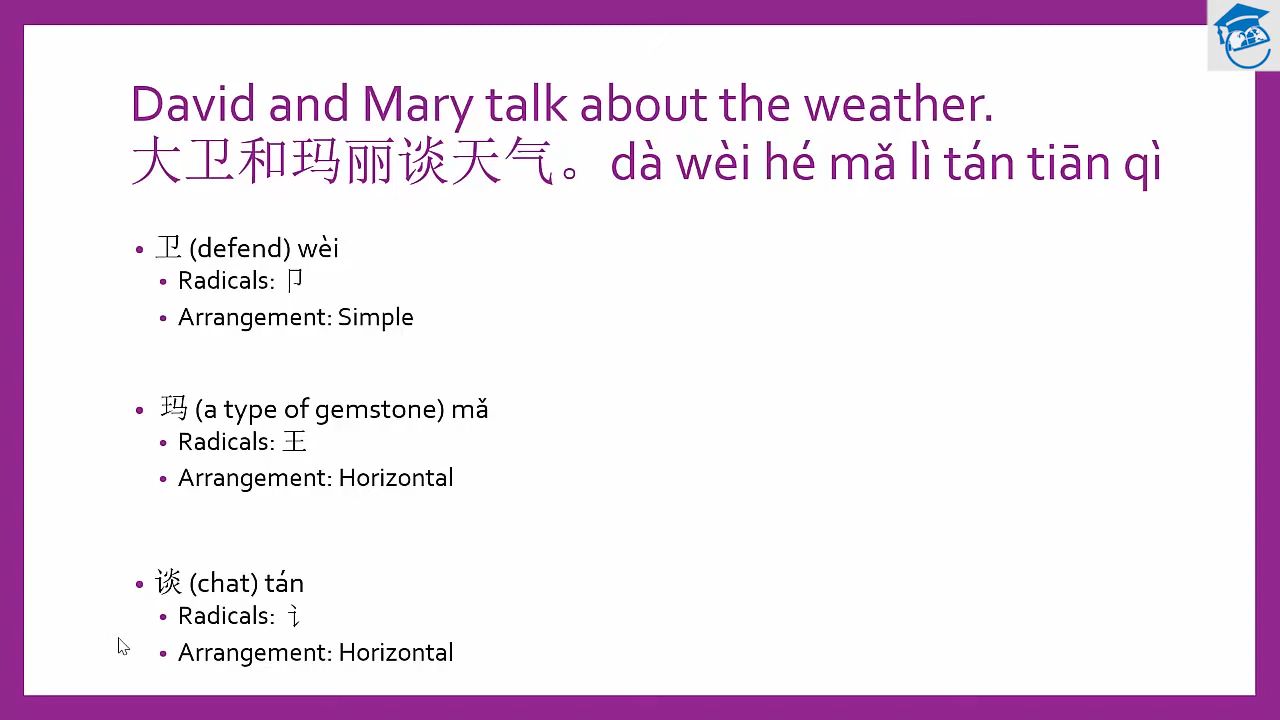 David and Mary talk about the weather.
大卫和玛丽谈天气。dà wèi hé mǎ lì tán tiān qì
• 卫 (defend) wèi
• Radicals: 卩
• Arrangement: Simple
• 玛 (a type of gemstone) mǎ
• Radicals: 王
• Arrangement: Horizontal
• 谈 (chat) tán
• Radicals: 讠
• Arrangement: Horizontal